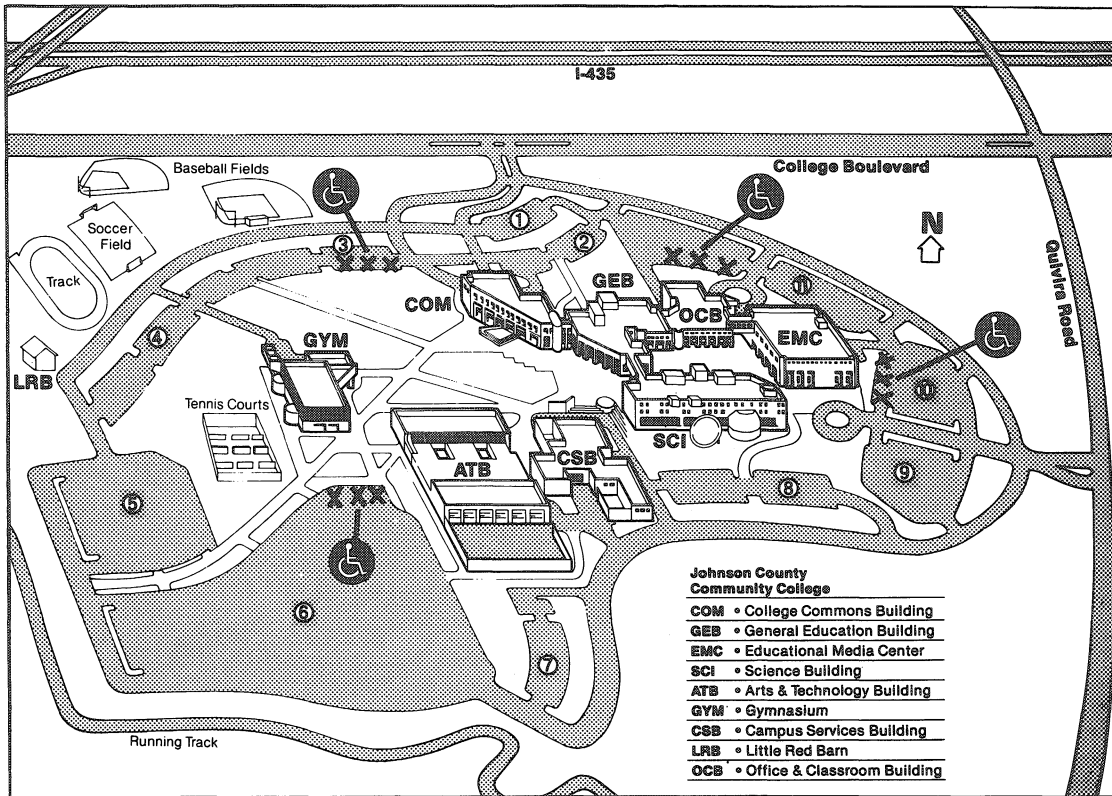 I-435
College Boulevard
Baseball Fields
Soccer
Field
Track
N
Quivira Road
①
②
③
④
⑤
⑥
⑦
⑧
⑨
⑩
⑪
COM
GEB
OCB
EMC
GYM
LRB
Tennis Courts
SCI
ATB
CSB
Running Track
Johnson County
Community College
COM • College Commons Building
GEB • General Education Building
EMC • Educational Media Center
SCI • Science Building
ATB • Arts & Technology Building
GYM • Gymnasium
CSB • Campus Services Building
LRB • Little Red Barn
OCB • Office & Classroom Building